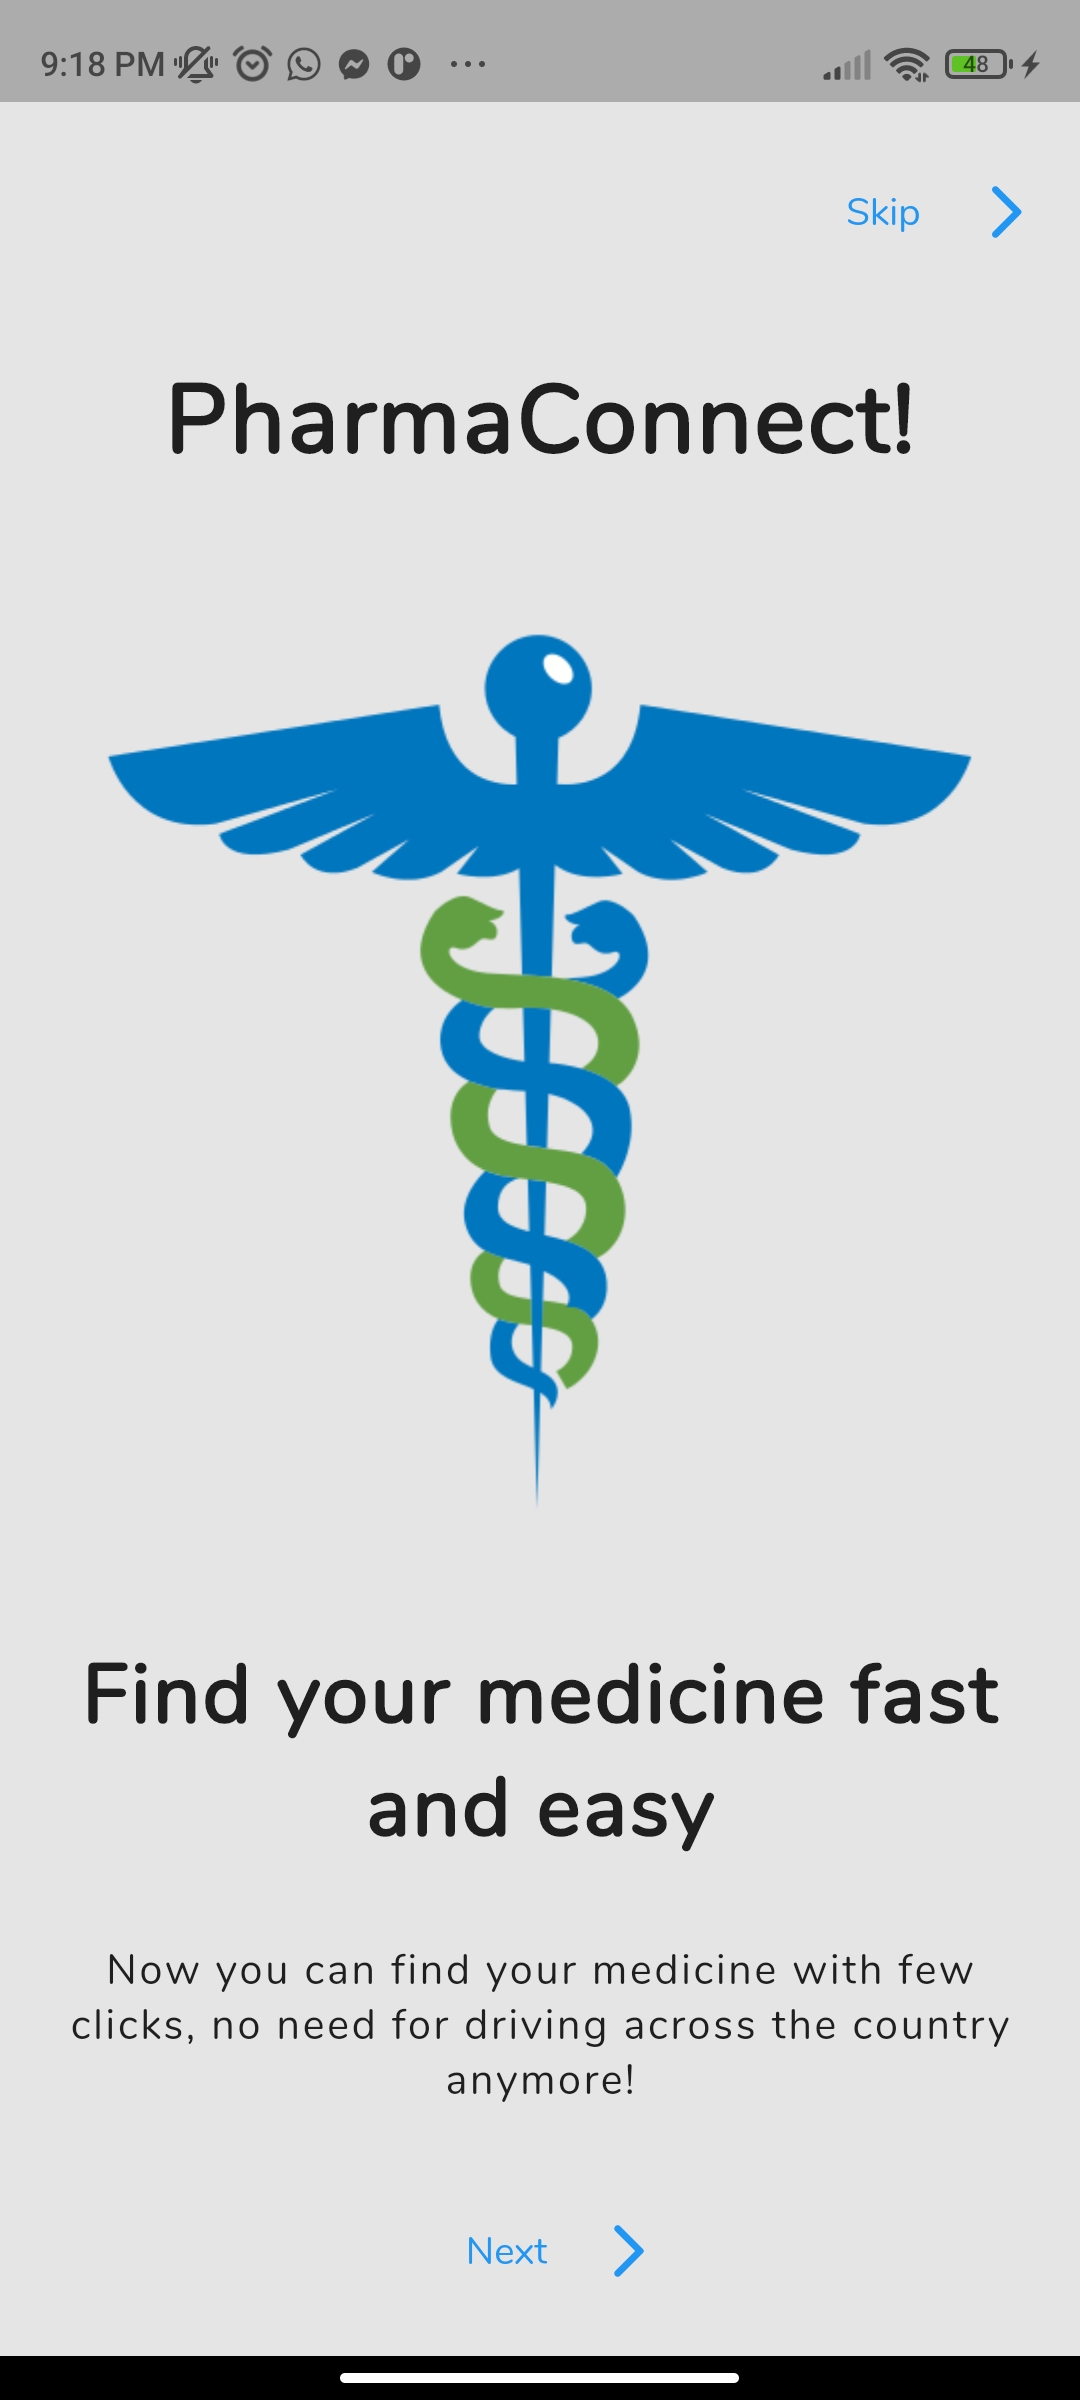 9:18 PM
48
Skip
PharmaConnect!
Find your medicine fast
and easy
Now you can find your medicine with few
clicks, no need for driving across the country
anymore!
Next